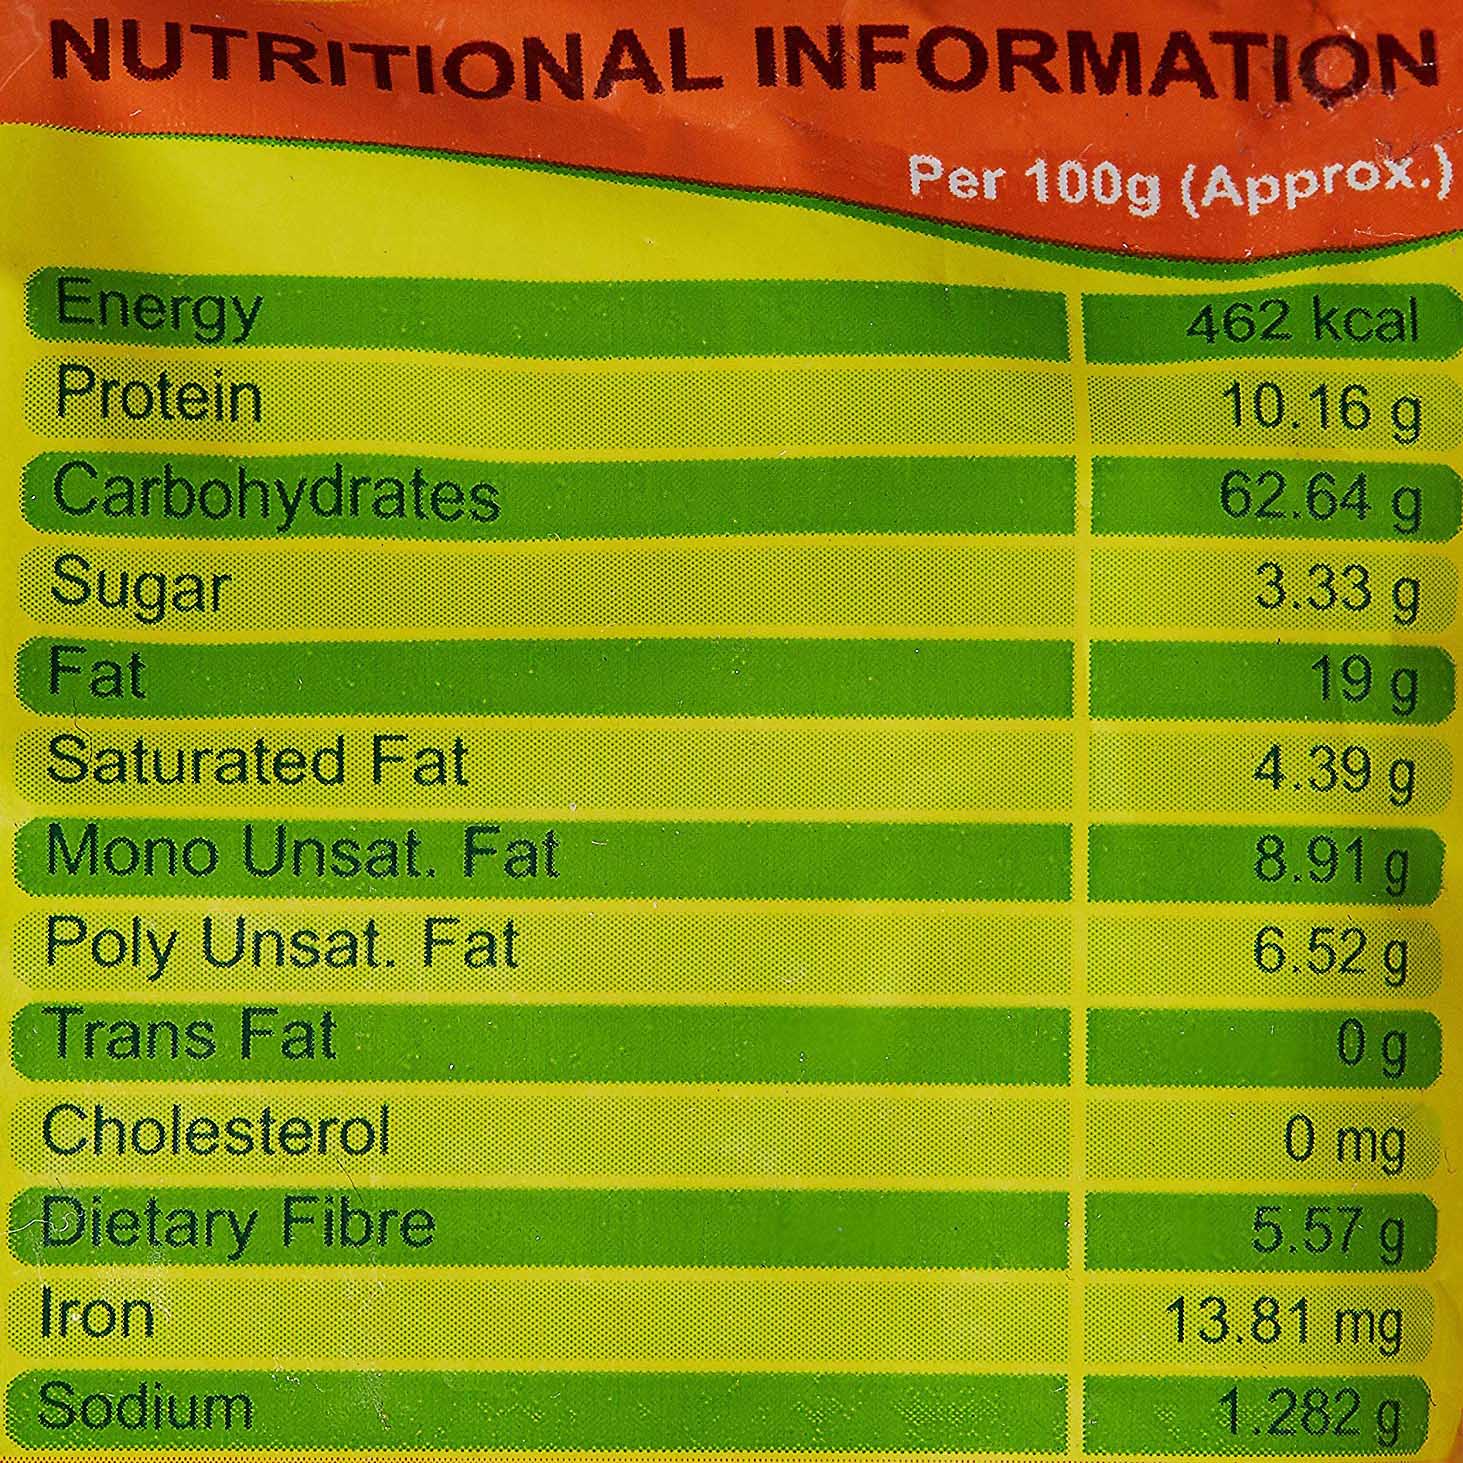 NUTRITIONAL INFORMATION
Per 100g (Approx.)
Energy 462 kcal
Protein 10.16 g
Carbohydrates 62.64 g
Sugar 3.33 g
Fat 19 g
Saturated Fat 4.39 g
Mono Unsat. Fat 8.91 g
Poly Unsat. Fat 6.52 g
Trans Fat 0 g
Cholesterol 0 mg
Dietary Fibre 5.57 g
Iron 13.81 mg
Sodium 1.282 g